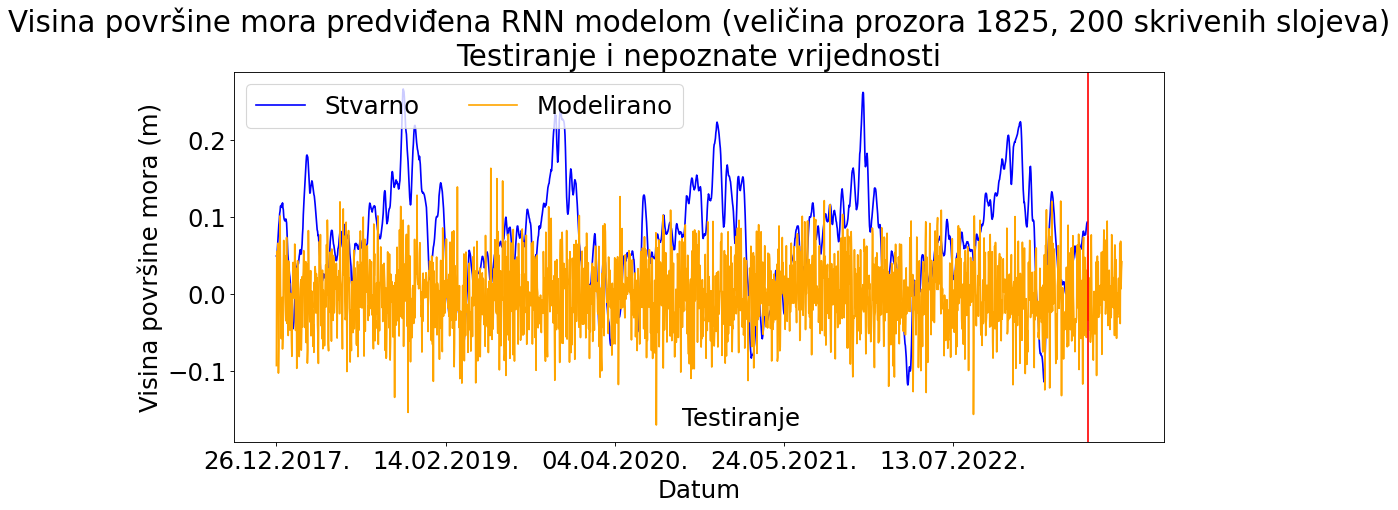 Visina površine mora predviđena RNN modelom (veličina prozora 1825, 200 skrivenih slojeva)
Testiranje i nepoznate vrijednosti
Stvarno
Modelirano
Visina površine mora (m)
0.2
0.1
0.0
−0.1
Testiranje
26.12.2017.
14.02.2019.
04.04.2020.
24.05.2021.
13.07.2022.
Datum